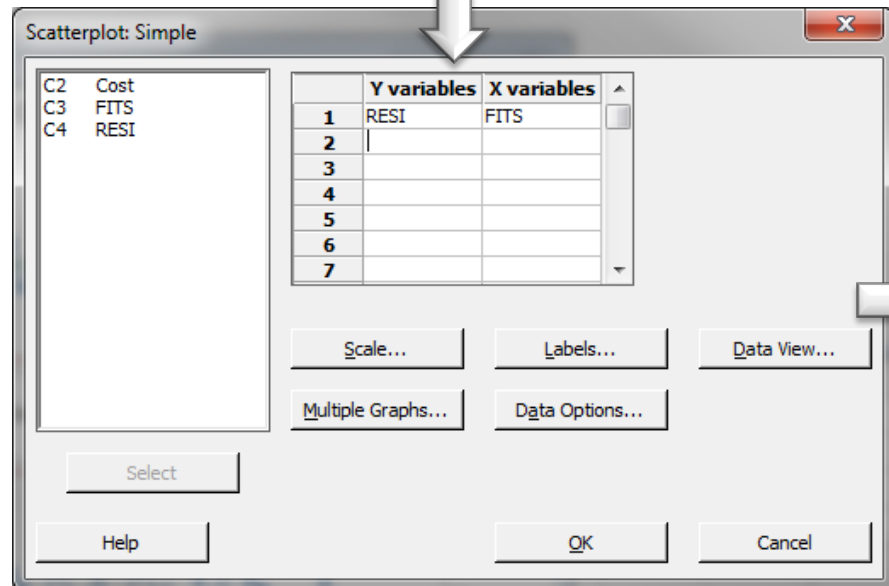 Scatterplot: Simple
C2 Cost
C3 FITS
C4 RESI
Y variables X variables
1 RESI FITS
2
3
4
5
6
7
Scale... Labels... Data View...
Multiple Graphs... Data Options...
Select
Help OK Cancel